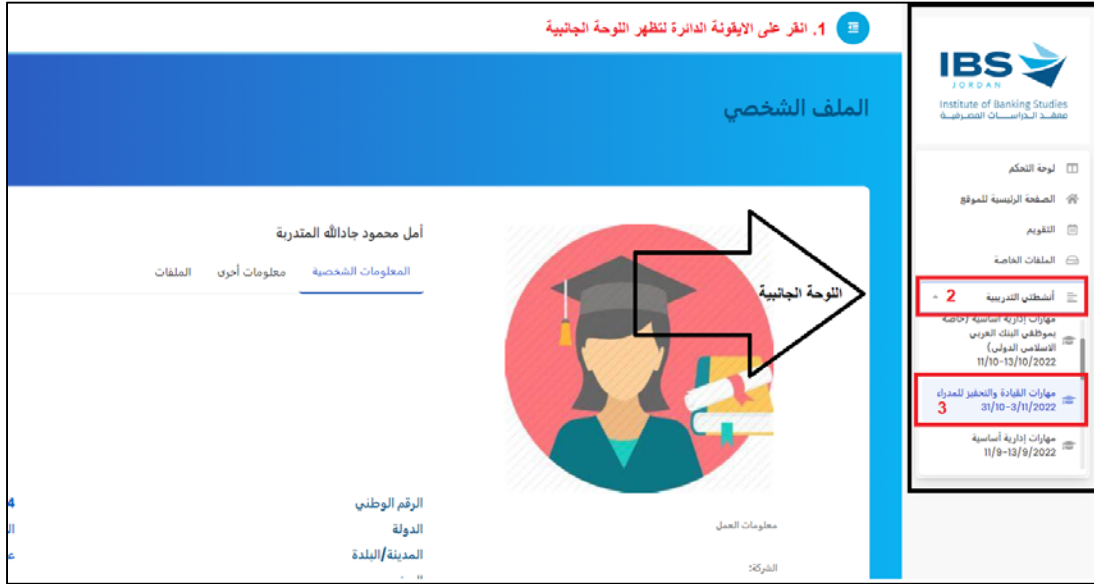 1. انقر على الايقونة الدائرة لتظهر اللوحة الجانبية
IBS
JORDAN
Institute of Banking Studies
معهد الدراسات المصرفية
لوحة التحكم
الصفحة الرئيسية للموقع
التقويم
الملفات الخاصة
أنشطتي التدريبية 2
مهارات إدارية أساسية (خاصة
بموظفي البنك العربي
الاسلامي الدولي)
11/10-13/10/2022
مهارات القيادة والتحفيز للمدراء
31/10-3/11/2022
3
مهارات إدارية أساسية
11/9-13/9/2022
الملف الشخصي
اللوحة الجانبية
أمل محمود جادالله المتدربة
المعلومات الشخصية معلومات أخرى الملفات
معلومات العمل
الشركة:
الرقم الوطني
الدولة
المدينة/البلدة